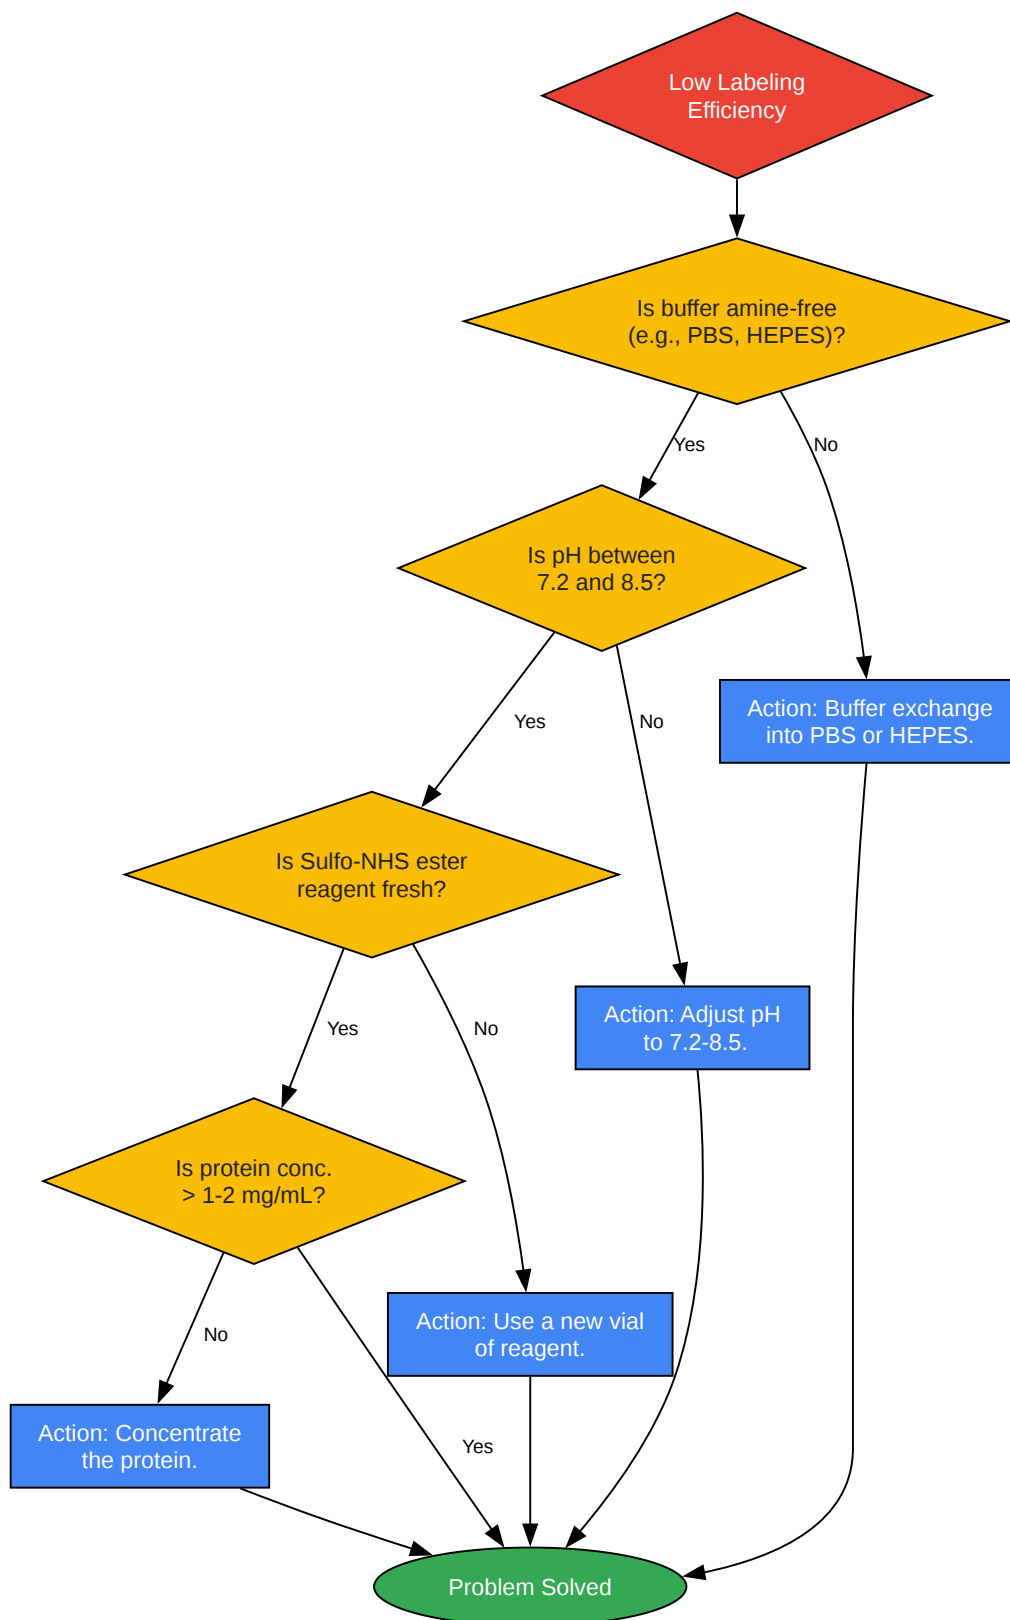 Low Labeling
Efficiency
Is buffer amine-free
(e.g., PBS, HEPES)?
Yes
No
Is pH between
7.2 and 8.5?
Action: Buffer exchange
into PBS or HEPES.
Yes
No
Is Sulfo-NHS ester
reagent fresh?
Action: Adjust pH
to 7.2-8.5.
Yes
No
Is protein conc.
> 1-2 mg/mL?
Action: Use a new vial
of reagent.
No
Yes
Action: Concentrate
the protein.
Problem Solved